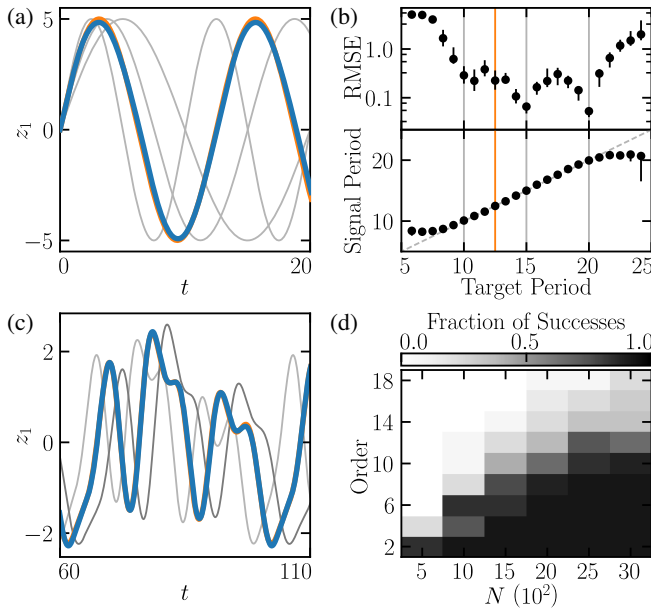 (a)
5
0
−5
z₁
0
20
t
(b)
1.0
0.1
RMSE
20
10
Signal Period
5
10
15
20
25
Target Period
(c)
2
0
−2
z₁
60
110
t
(d)
Fraction of Successes
0.0
0.5
1.0
18
14
10
6
2
Order
5
10
15
20
25
30
N (10²)